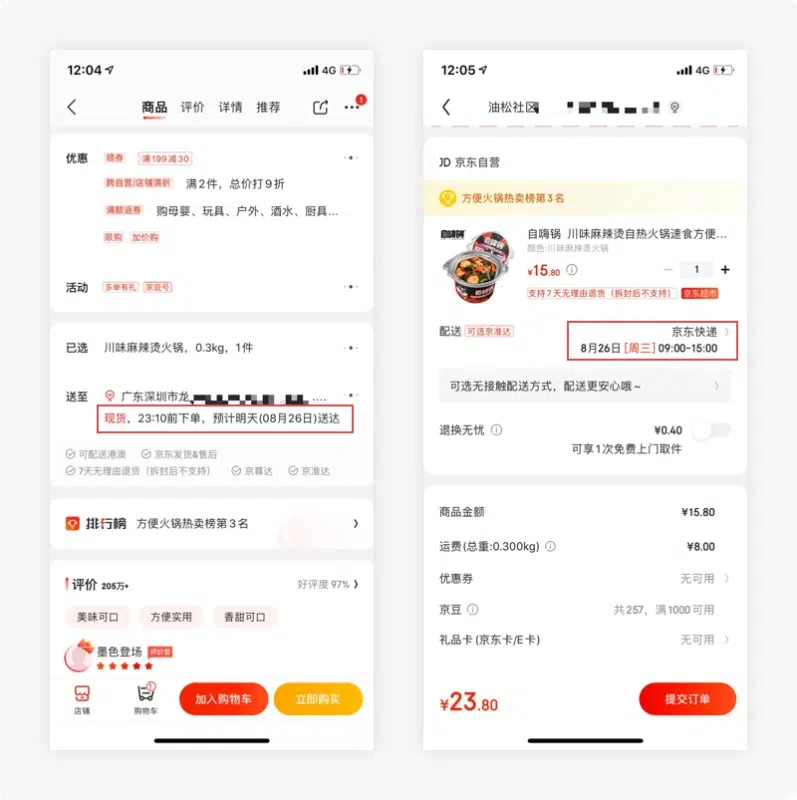 12:04
4G
商品 评价 详情 推荐
1
优惠 领券 满199减30
跨自营/店铺满折 满2件，总价打9折
满额返券 购母婴、玩具、户外、酒水、厨具...
限购 加价购
活动 多单有礼 家庭号
已选 川味麻辣烫火锅，0.3kg，1件
送至 广东深圳市龙 ....
现货，23:10前下单，预计明天(08月26日)送达
可配送港澳 京东发货&售后
7天无理由退货（拆封后不支持） 京尊达 京准达
排行榜 方便火锅热卖榜第3名
评价 205万+ 好评度 97%
美味可口 方便实用 香甜可口
墨色登场 评价官
店铺 购物车 1 加入购物车 立即购买
12:05
4G
油松社区
JD 京东自营
方便火锅热卖榜第3名
自嗨锅
自嗨锅
自嗨锅 川味麻辣烫自热火锅速食方便...
颜色:川味麻辣烫火锅
¥15.80 1
支持7天无理由退货（拆封后不支持） 京东超市
配送 可选京准达 京东快递
8月26日 [周三] 09:00-15:00
可选无接触配送方式，配送更安心哦~
退换无忧 ¥0.40
可享1次免费上门取件
商品金额 ¥15.80
运费(总重:0.300kg) ¥8.00
优惠券 无可用
京豆 共257，满1000可用
礼品卡(京东卡/E卡) 无可用
¥23.80 提交订单